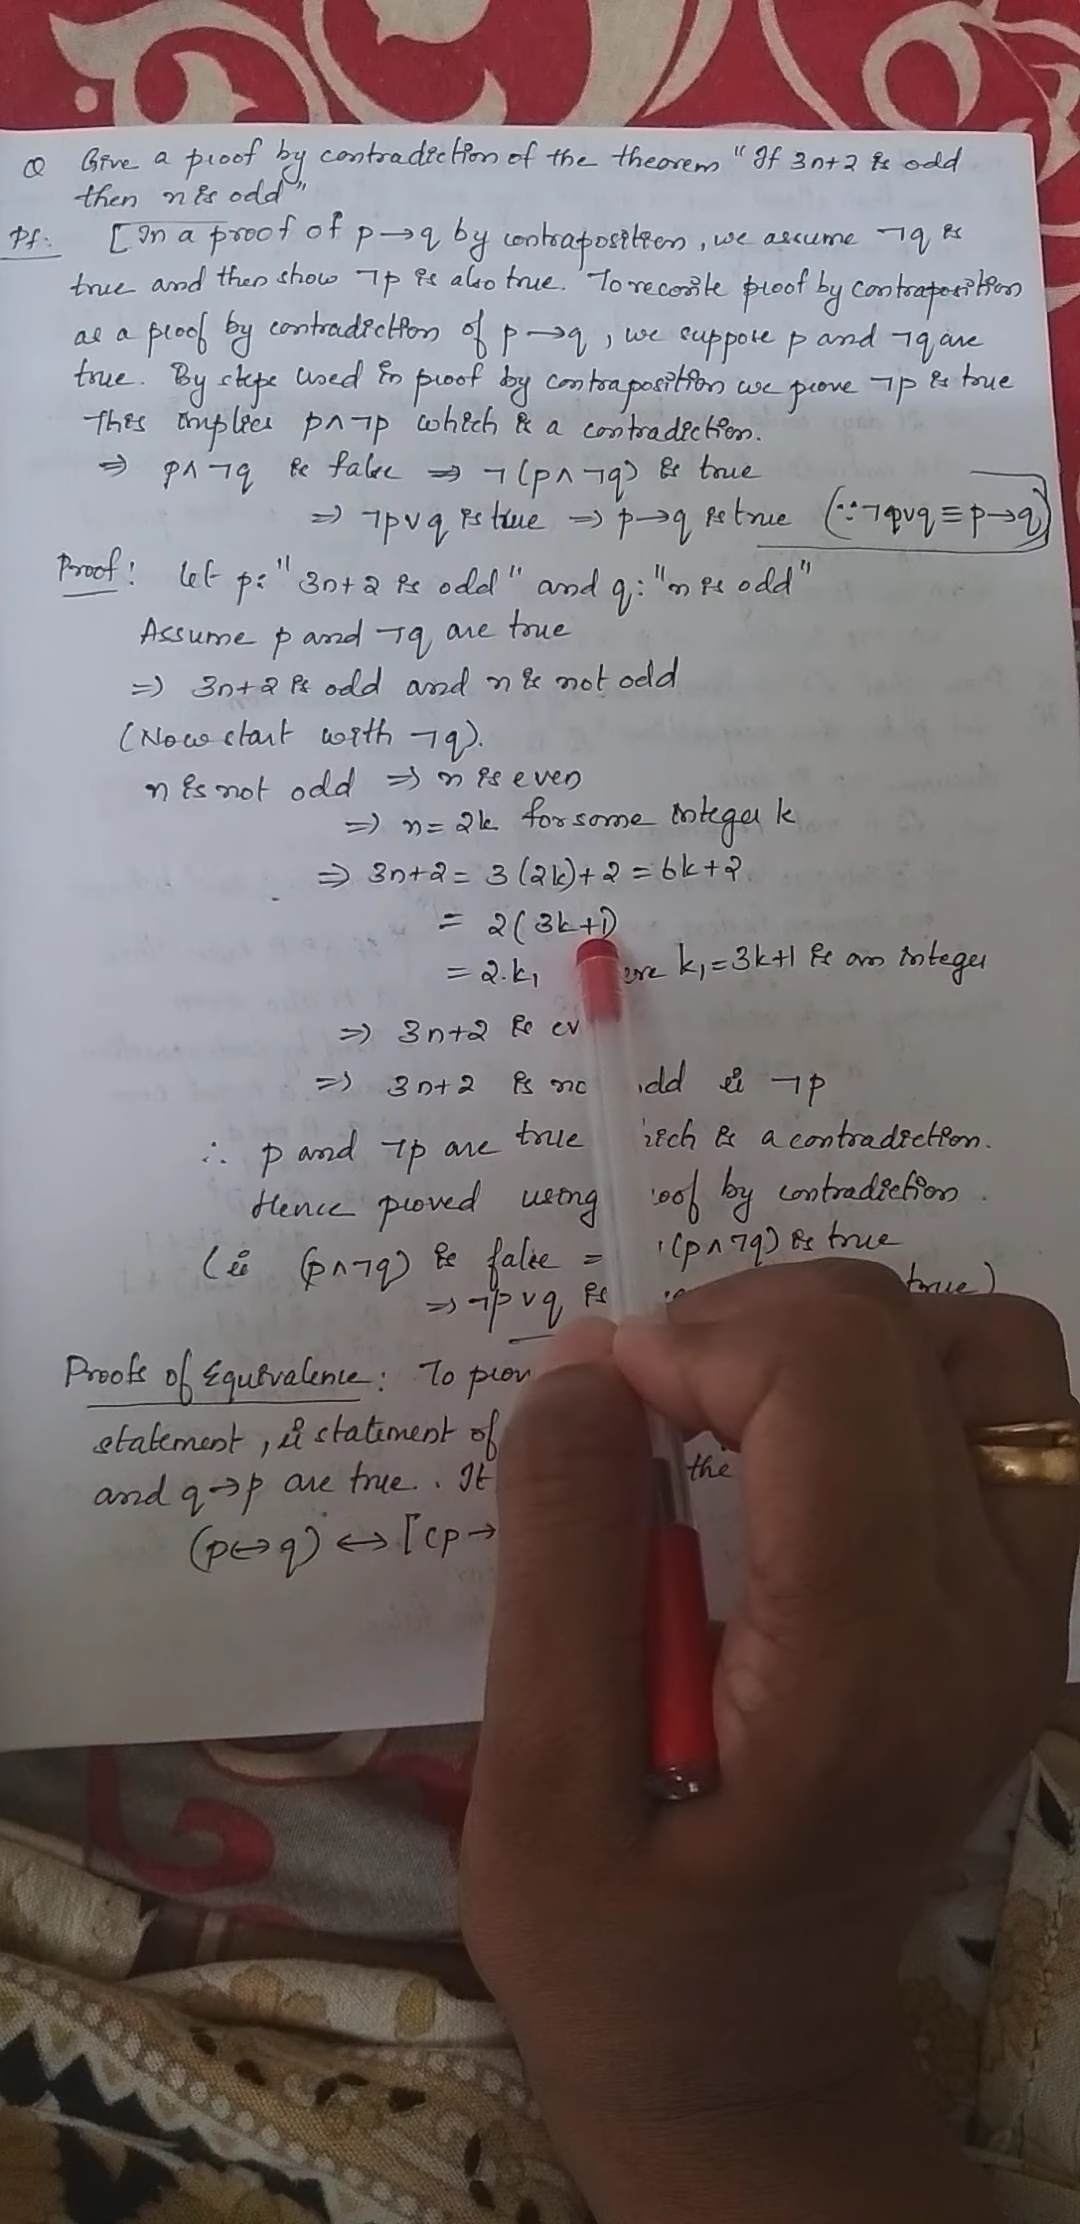 Q Give a proof by contradiction of the theorem "If 3n+2 is odd
then n is odd"
Pf: [In a proof of p→q by contraposition, we assume ¬q is
true and then show ¬p is also true. To rewrite proof by contraposition
as a proof by contradiction of p→q, we suppose p and ¬q are
true. By steps used in proof by contraposition we prove ¬p is true
This implies p∧¬p which is a contradiction.
⇒ p∧¬q is false ⇒ ¬(p∧¬q) is true
⇒ ¬p∨q is true ⇒ p→q is true (∵¬p∨q ≡ p→q)
Proof: Let p: "3n+2 is odd" and q: "n is odd"
Assume p and ¬q are true
⇒ 3n+2 is odd and n is not odd
(Now start with ¬q).
n is not odd ⇒ n is even
⇒ n = 2k for some integer k
⇒ 3n+2 = 3(2k)+2 = 6k+2
= 2(3k+1)
= 2.k₁ k₁=3k+1 is an integer
⇒ 3n+2 is
⇒ 3n+2 is ie ¬p
∴ p and ¬p are true is a contradiction.
Hence proved using by contradiction.
(ie (p∧¬q) is false = (p∧¬q) is true
⇒ ¬p∨q is true)
Proofs of Equivalence: To
statement, ie statement of
and q→p are true. It the
(p↔q) ↔ [(p→